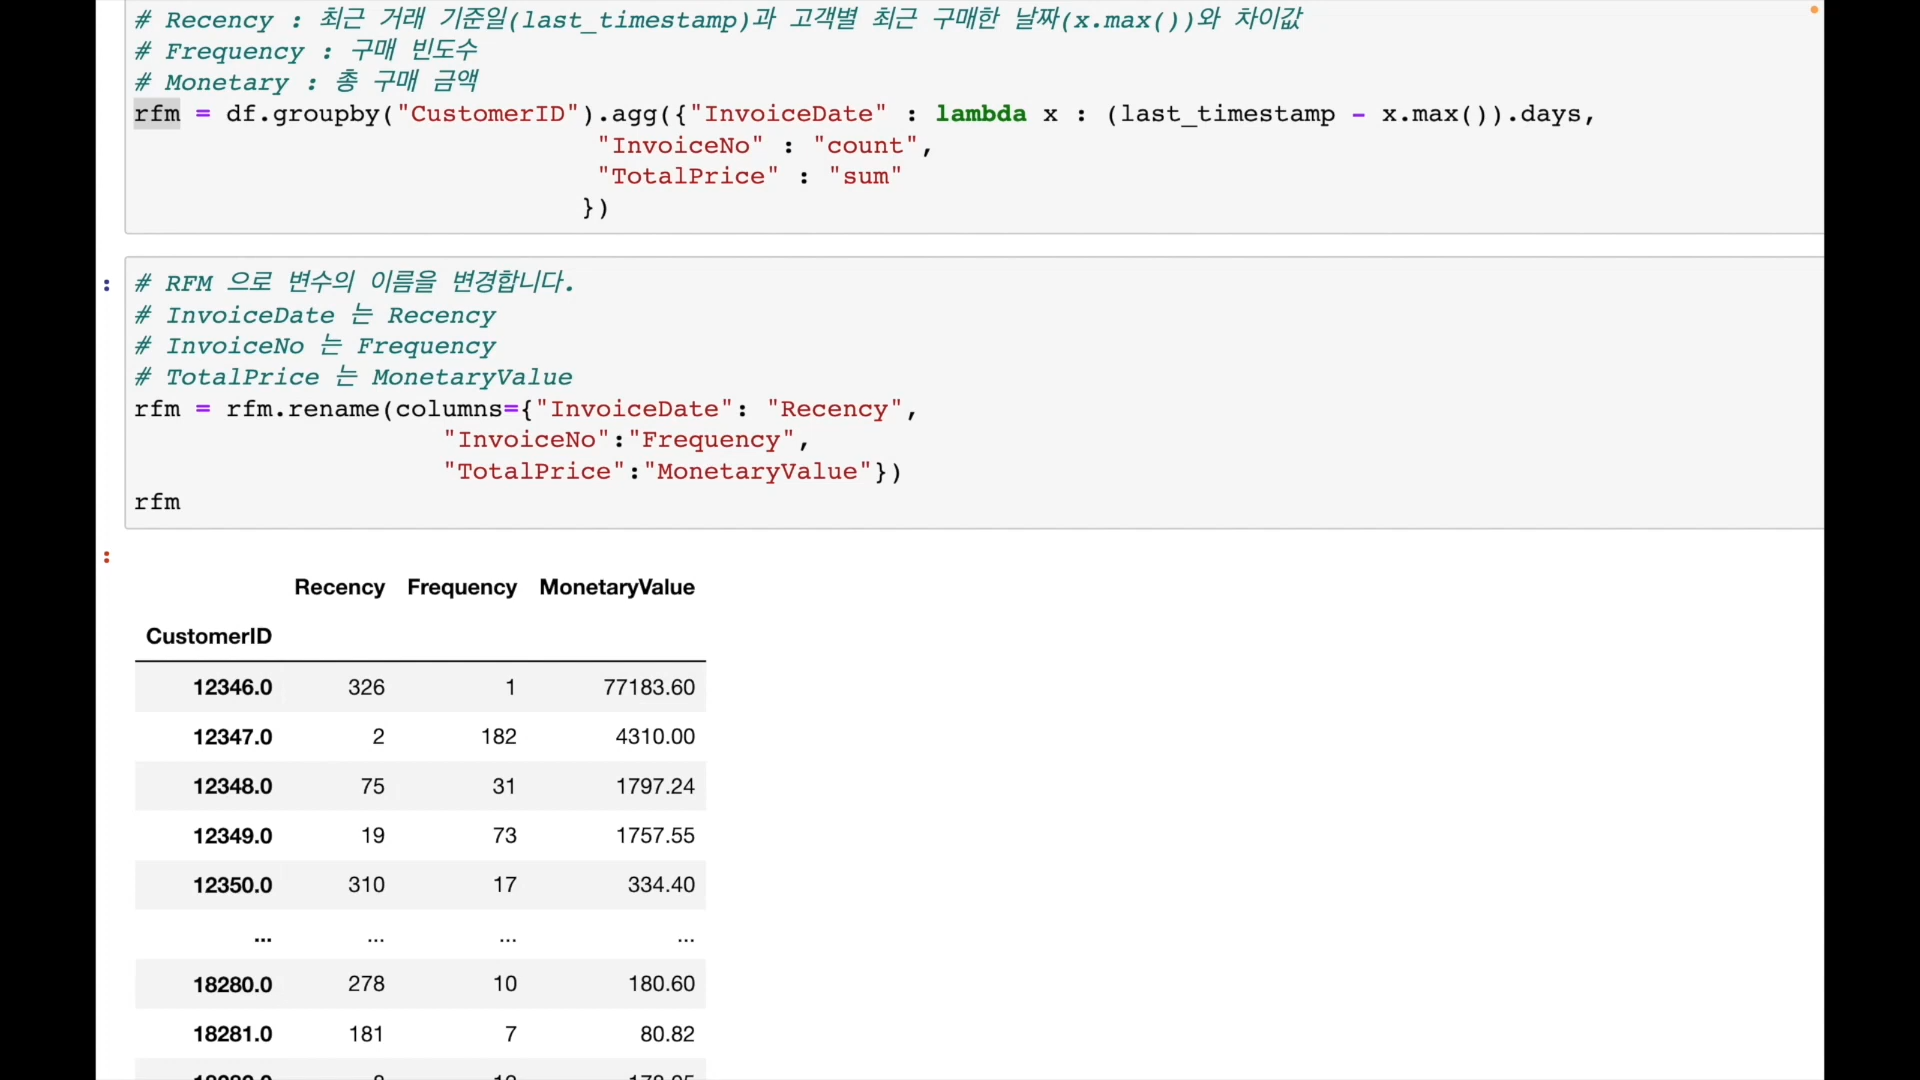 # Recency : 최근 거래 기준일(last_timestamp)과 고객별 최근 구매한 날짜(x.max())와 차이값
# Frequency : 구매 빈도수
# Monetary : 총 구매 금액
rfm = df.groupby("CustomerID").agg({"InvoiceDate" : lambda x : (last_timestamp - x.max()).days,
"InvoiceNo" : "count",
"TotalPrice" : "sum"
})
: # RFM 으로 변수의 이름을 변경합니다.
# InvoiceDate 는 Recency
# InvoiceNo 는 Frequency
# TotalPrice 는 MonetaryValue
rfm = rfm.rename(columns={"InvoiceDate": "Recency",
"InvoiceNo":"Frequency",
"TotalPrice":"MonetaryValue"})
rfm
:
Recency Frequency MonetaryValue
CustomerID
12346.0 326 1 77183.60
12347.0 2 182 4310.00
12348.0 75 31 1797.24
12349.0 19 73 1757.55
12350.0 310 17 334.40
... ... ... ...
18280.0 278 10 180.60
18281.0 181 7 80.82